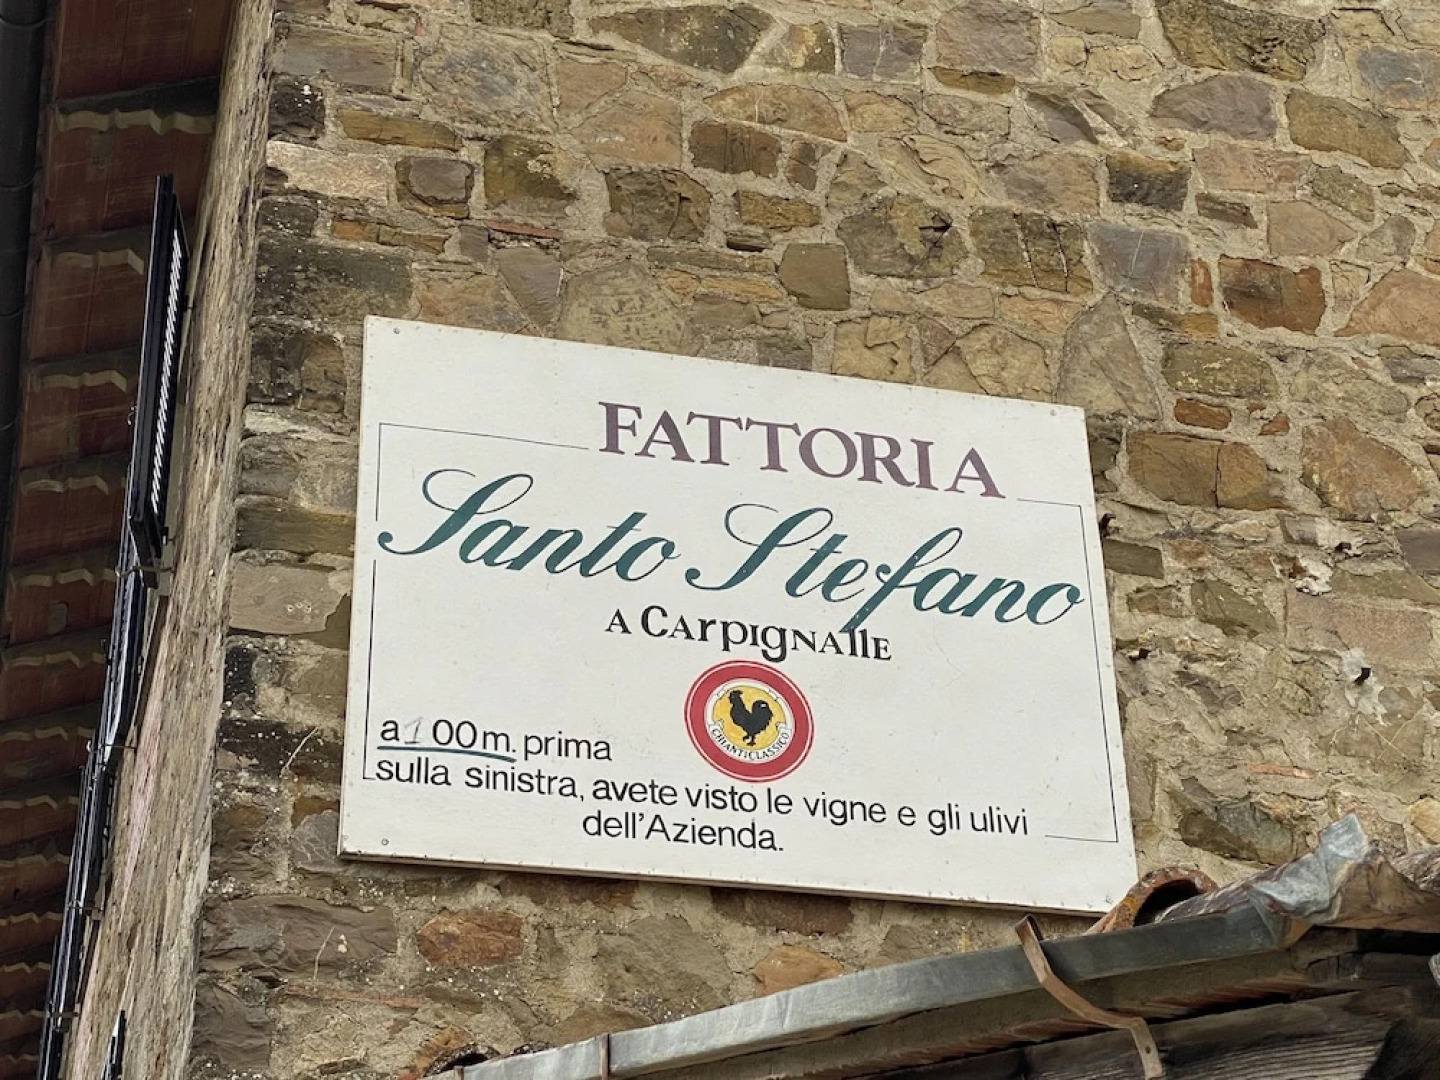 FATTORIA
Santo Stefano
A CArpIgNAllE
CHIANTI CLASSICO
a 100 m. prima
sulla sinistra, avete visto le vigne e gli ulivi
dell'Azienda.